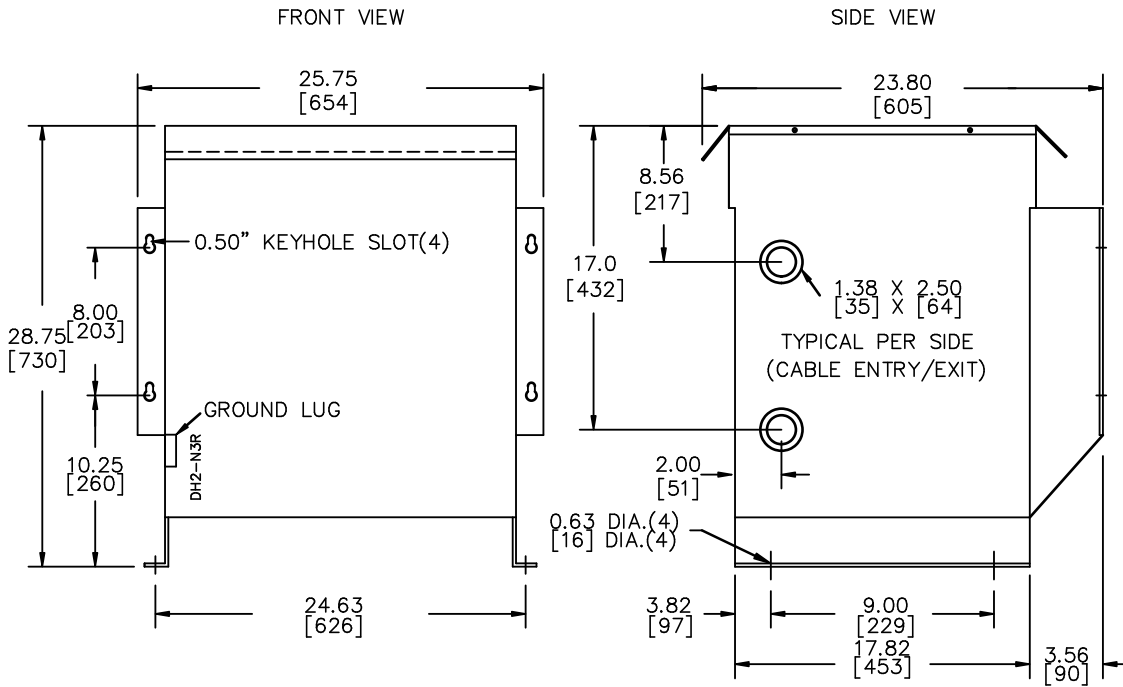 FRONT VIEW
SIDE VIEW
25.75
[654]
23.80
[605]
8.56
[217]
0.50" KEYHOLE SLOT(4)
17.0
[432]
1.38 X 2.50
[35] X [64]
8.00
[203]
28.75
[730]
TYPICAL PER SIDE
(CABLE ENTRY/EXIT)
GROUND LUG
DH2-N3R
10.25
[260]
2.00
[51]
0.63 DIA.(4)
[16] DIA.(4)
24.63
[626]
3.82
[97]
9.00
[229]
17.82
[453]
3.56
[90]